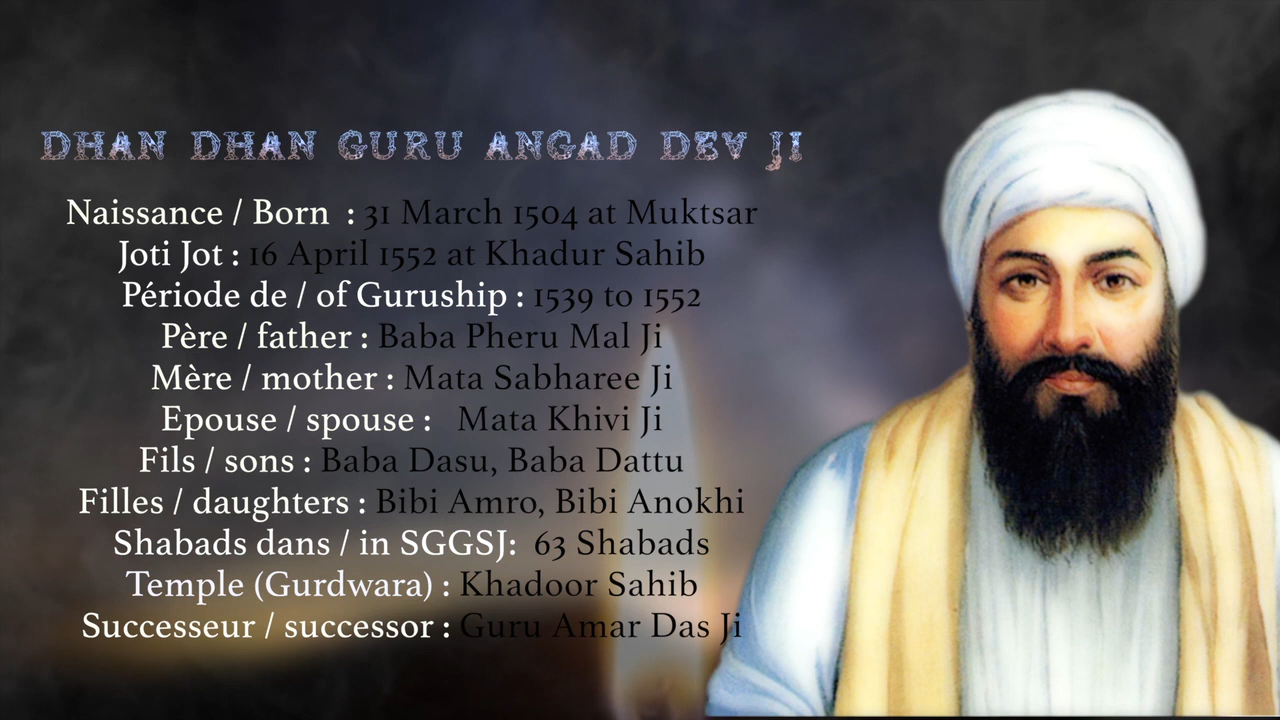 DHAN DHAN GURU ANGAD DEV JI
Naissance / Born : 31 March 1504 at Muktsar
Joti Jot : 16 April 1552 at Khadur Sahib
Période de / of Guruship : 1539 to 1552
Père / father : Baba Pheru Mal Ji
Mère / mother : Mata Sabharee Ji
Epouse / spouse : Mata Khivi Ji
Fils / sons : Baba Dasu, Baba Dattu
Filles / daughters : Bibi Amro, Bibi Anokhi
Shabads dans / in SGGSJ: 63 Shabads
Temple (Gurdwara) : Khadoor Sahib
Successeur / successor : Guru Amar Das Ji